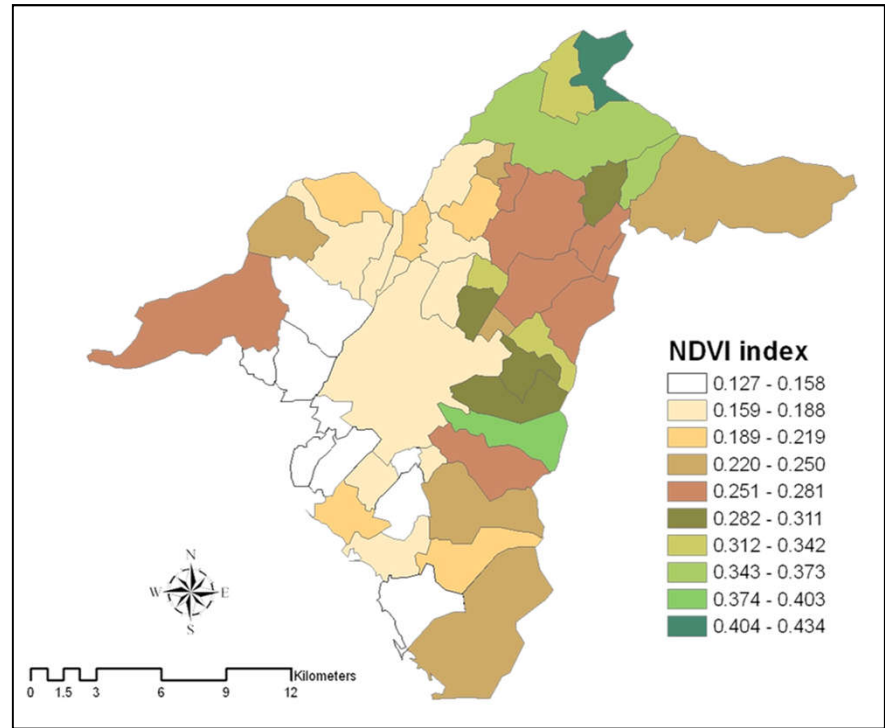 NDVI index
0.127 - 0.158
0.159 - 0.188
0.189 - 0.219
0.220 - 0.250
0.251 - 0.281
0.282 - 0.311
0.312 - 0.342
0.343 - 0.373
0.374 - 0.403
0.404 - 0.434
N
W E
S
Kilometers
0 1.5 3 6 9 12